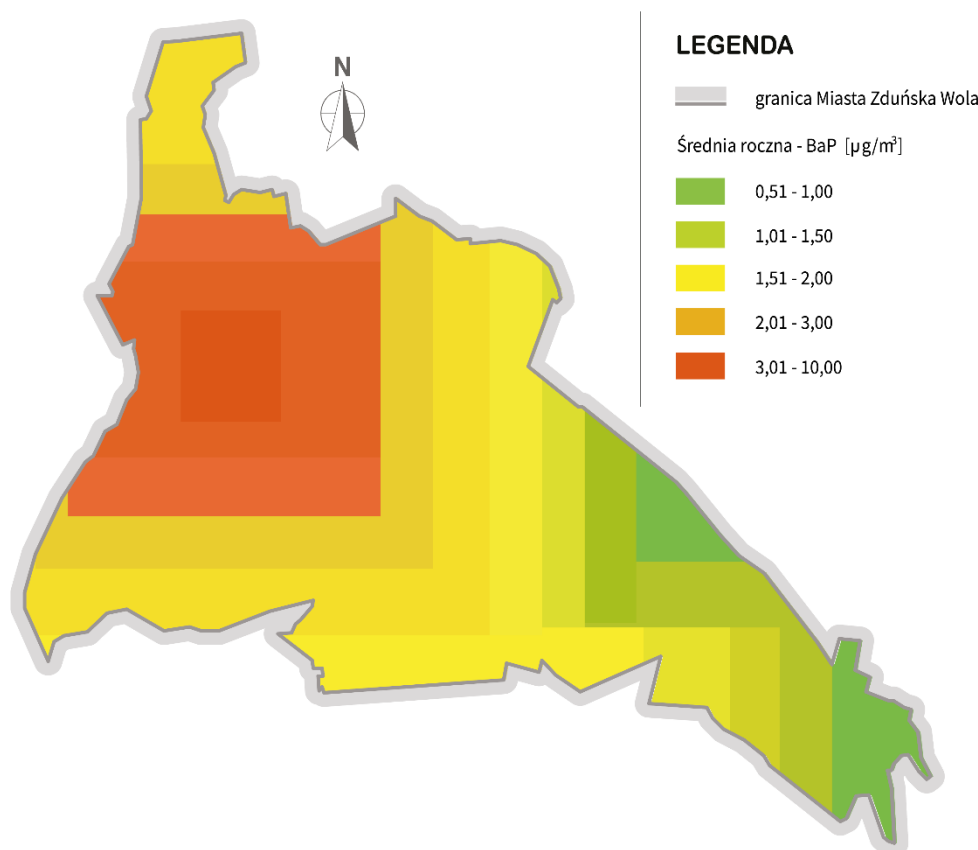 N
LEGENDA
granica Miasta Zduńska Wola
Średnia roczna - BaP [µg/m³]
0,51 - 1,00
1,01 - 1,50
1,51 - 2,00
2,01 - 3,00
3,01 - 10,00